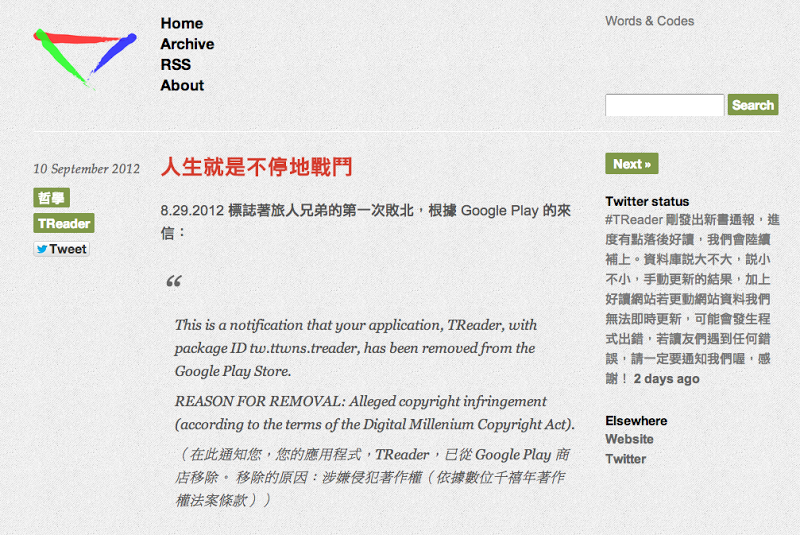 Home
Archive
RSS
About
Words & Codes
Search
10 September 2012
哲學
TReader
Tweet
人生就是不停地戰鬥
8.29.2012 標誌著旅人兄弟的第一次敗北，根據 Google Play 的來
信：
“
This is a notification that your application, TReader, with
package ID tw.ttwns.treader, has been removed from the
Google Play Store.
REASON FOR REMOVAL: Alleged copyright infringement
(according to the terms of the Digital Millenium Copyright Act).
（在此通知您，您的應用程式，TReader，已從 Google Play 商
店移除。 移除的原因：涉嫌侵犯著作權（依據數位千禧年著作
權法案條款））
Next »
Twitter status
#TReader 剛發出新書通報，進
度有點落後好讀，我們會陸續
補上。資料庫說大不大，說小
不小，手動更新的結果，加上
好讀網站若更動網站資料我們
無法即時更新，可能會發生程
式出錯，若讀友們遇到任何錯
誤，請一定要通知我們喔，感
謝！ 2 days ago
Elsewhere
Website
Twitter